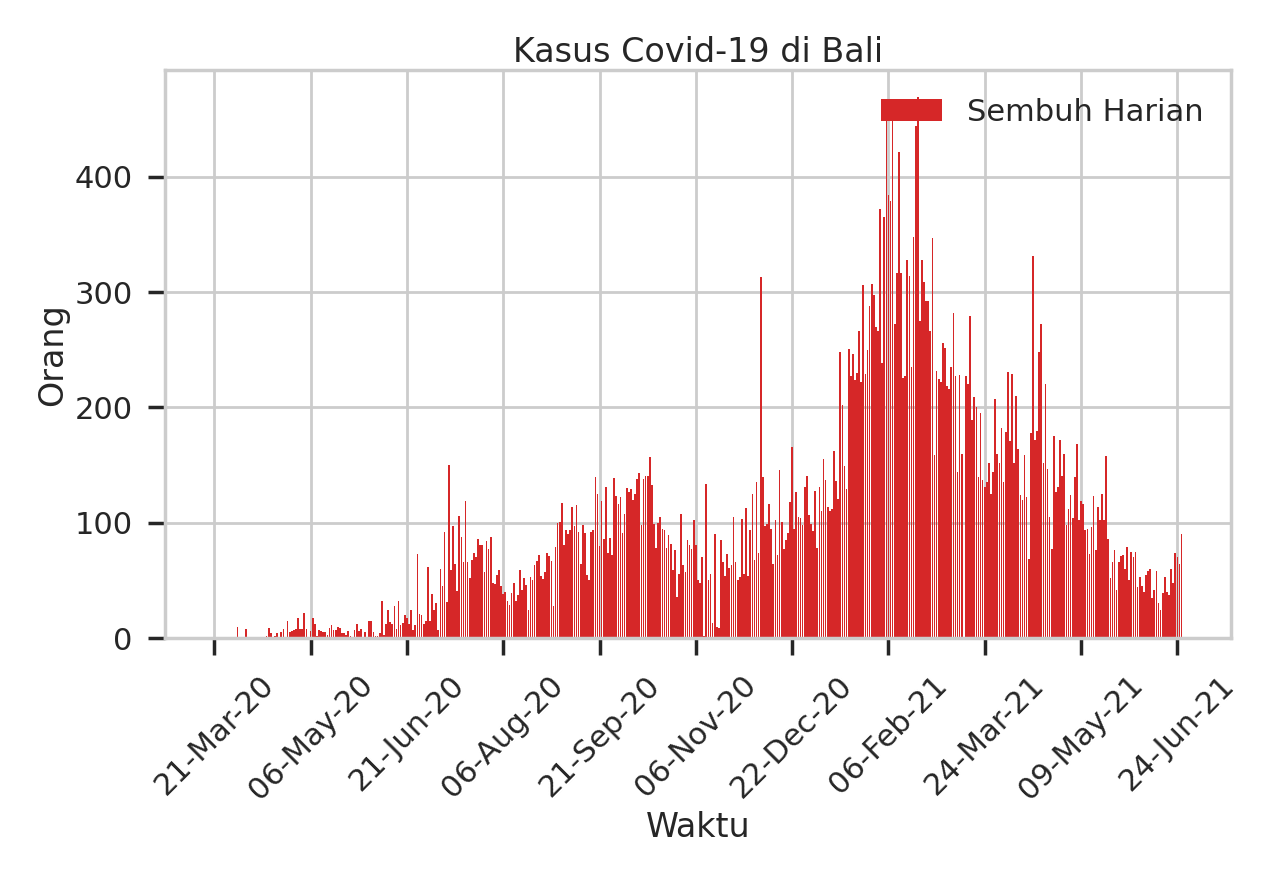 Kasus Covid-19 di Bali
Sembuh Harian
Orang
400
300
200
100
0
21-Mar-20
06-May-20
21-Jun-20
06-Aug-20
21-Sep-20
06-Nov-20
22-Dec-20
06-Feb-21
24-Mar-21
09-May-21
24-Jun-21
Waktu